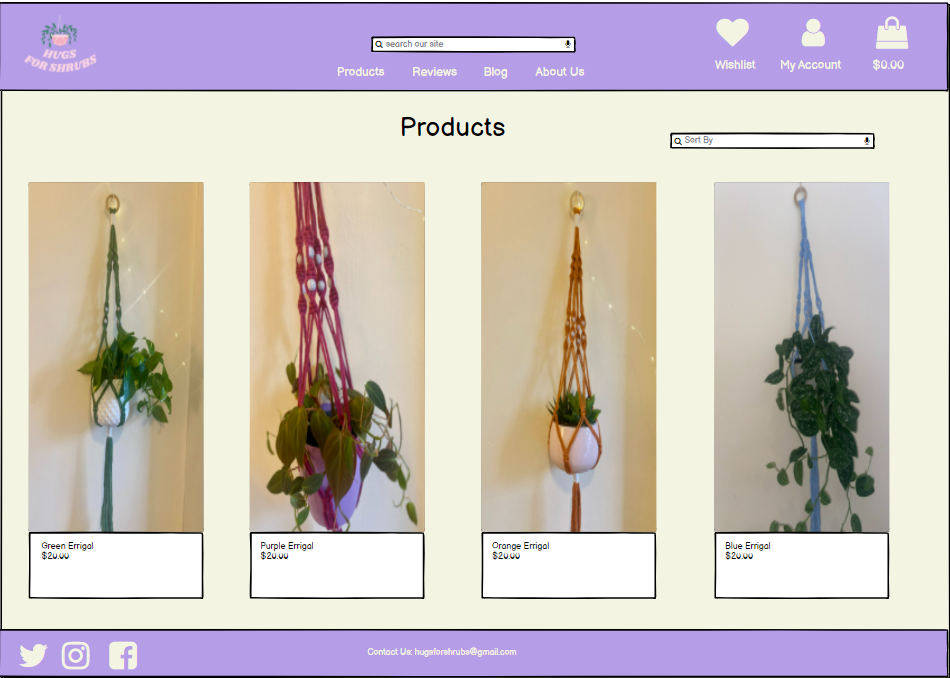 HUGS
FOR SHRUBS
search our site
Products Reviews Blog About Us
Wishlist My Account $0.00
Products
Sort By
Green Errigal
$20.00
Purple Errigal
$20.00
Orange Errigal
$20.00
Blue Errigal
$20.00
Contact Us: hugsforshrubs@gmail.com